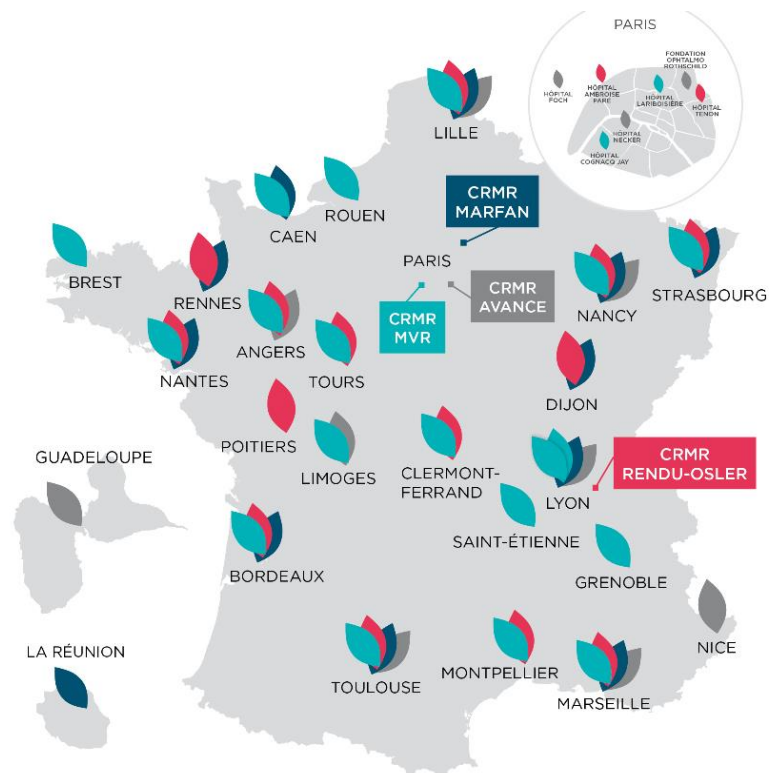 PARIS
FONDATION
OPHTALMO
ROTHSCHILD
HÔPITAL
FOCH
HÔPITAL
AMBROISE
PARÉ
HÔPITAL
LARIBOISIÈRE
HÔPITAL
TENON
HÔPITAL
NECKER
HÔPITAL
COGNACQ JAY
LILLE
ROUEN
CAEN
CRMR
MARFAN
BREST
RENNES
PARIS
STRASBOURG
NANCY
CRMR
AVANCE
CRMR
MVR
ANGERS
NANTES
TOURS
DIJON
POITIERS
LIMOGES
CLERMONT-
FERRAND
CRMR
RENDU-OSLER
LYON
GUADELOUPE
SAINT-ÉTIENNE
GRENOBLE
BORDEAUX
NICE
LA RÉUNION
TOULOUSE
MONTPELLIER
MARSEILLE